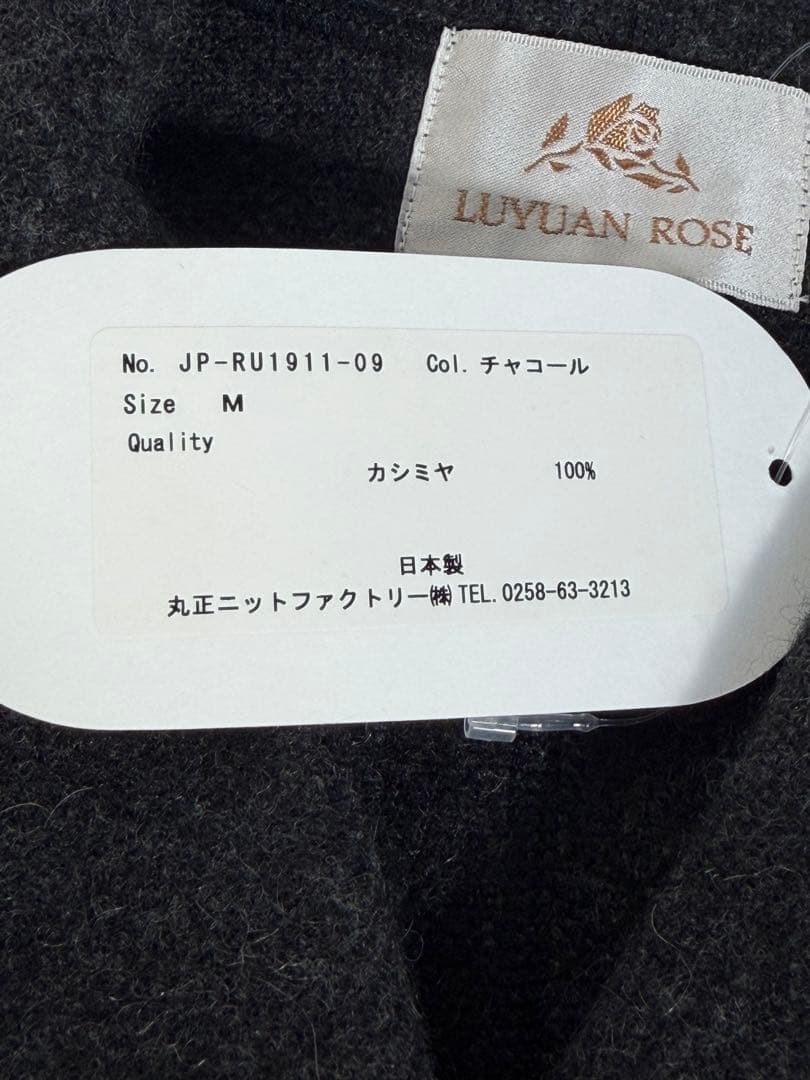 LUYUAN ROSE
No. JP-RU1911-09 Col. チャコール
Size M
Quality
カシミヤ 100%
日本製
丸正ニットファクトリー㈱ TEL. 0258-63-3213